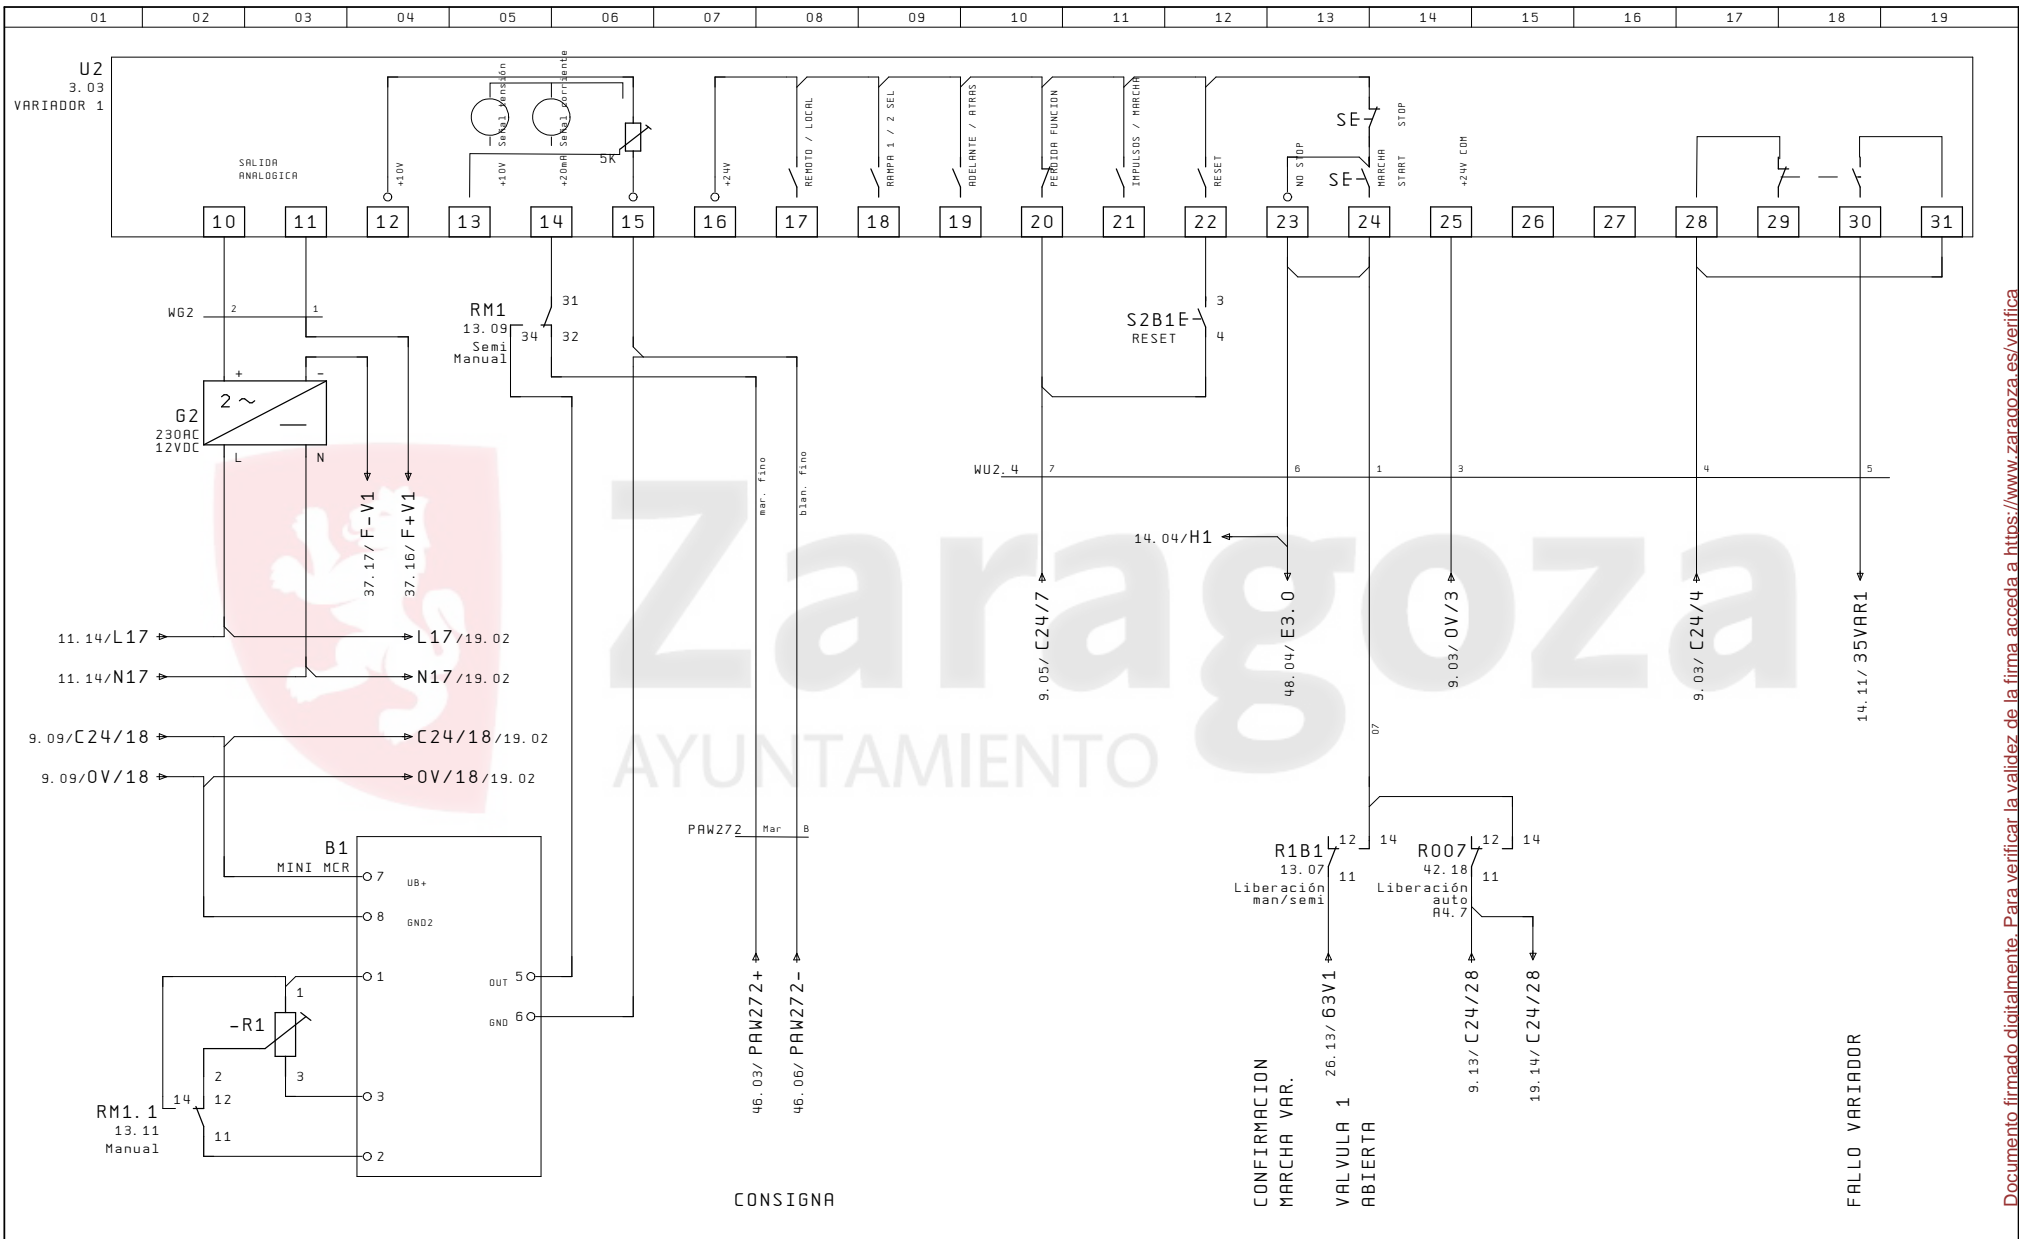 01 02 03 04 05 06 07 08 09 10 11 12 13 14 15 16 17 18 19
U2
3.03
VARIADOR 1
SALIDA
ANALOGICA
+10V
+10V Señal tensión
+20mA Señal corriente
5K
+24V
REMOTO / LOCAL
RAMPA 1 / 2 SEL
ADELANTE / ATRAS
PERDIDA FUNCION
IMPULSOS / MARCHA
RESET
NO STOP
SE
STOP
SE
MARCHA
START
+24V COM
10 11 12 13 14 15 16 17 18 19 20 21 22 23 24 25 26 27 28 29 30 31
WG2 2 1
RM1
13.09
Semi
Manual
31
34 32
S2B1E
RESET
3
4
+ -
2 ~
G2
230AC
12VDC
L N
37.17/ F-V1
37.16/ F+V1
mar. fino
blan. fino
WU2.4 7 6 1 3 4 5
14.04/H1
9.05/ C24/7
48.04/ E3.0
9.03/ 0V/3
9.03/ C24/4
14.11/ 35VAR1
07
11.14/L17 L17/19.02
11.14/N17 N17/19.02
9.09/C24/18 C24/18/19.02
9.09/0V/18 0V/18/19.02
Zaragoza
AYUNTAMIENTO
PAW272 Mar B
B1
MINI MCR
7 UB+
8 GND2
1
OUT 5
GND 6
3
2
-R1
1
2 3
RM1.1
13.11
Manual
14 12
11
46.03/ PAW272+
46.06/ PAW272-
R1B1
13.07
Liberación
man/semi
12 14
11
R007
42.18
Liberación
auto
A4.7
12 14
11
26.13/ 63V1
9.13/ C24/28
19.14/ C24/28
CONSIGNA
CONFIRMACION
MARCHA VAR.
VALVULA 1
ABIERTA
FALLO VARIADOR
Documento firmado digitalmente. Para verificar la validez de la firma acceda a https://www.zaragoza.es/verifica